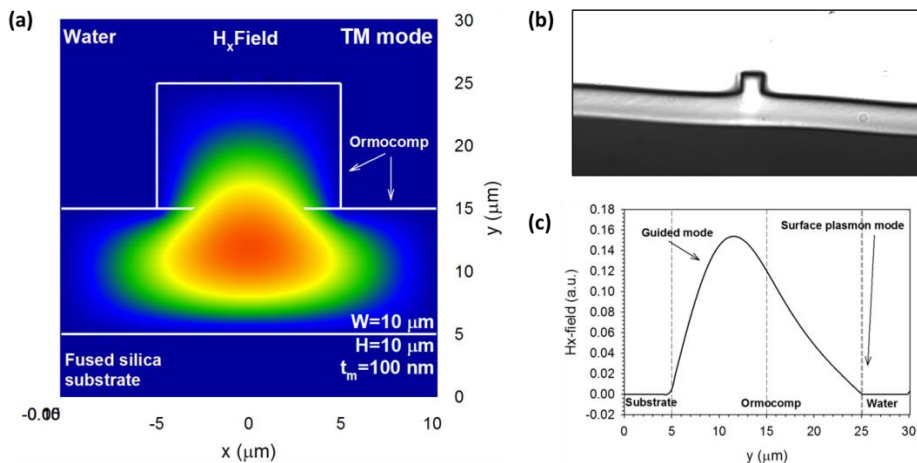 (a)
Water
HₓField
TM mode
Ormocomp
W=10 μm
H=10 μm
tₘ=100 nm
Fused silica
substrate
30
25
20
15
10
5
0
y (μm)
-5
0
5
10
x (μm)
(b)
(c)
0.18
0.16
0.14
0.12
0.10
0.08
0.06
0.04
0.02
0.00
-0.02
Hx-field (a.u.)
Guided mode
Surface plasmon
mode
Substrate
Ormocomp
Water
0
5
10
15
20
25
30
y (μm)